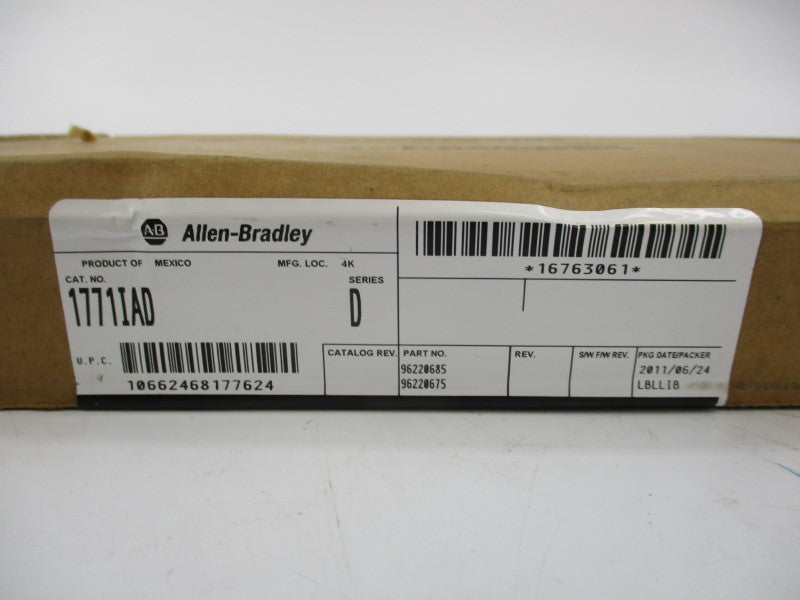 AB Allen-Bradley
*16763061*
PRODUCT OF MEXICO MFG. LOC. 4K
CAT. NO. SERIES
1771IAD D
U.P.C.
10662468177624
CATALOG REV. PART NO. REV. S/W F/W REV. PKG DATE/PACKER
96220685 2011/06/24
96220675 LBLLIB